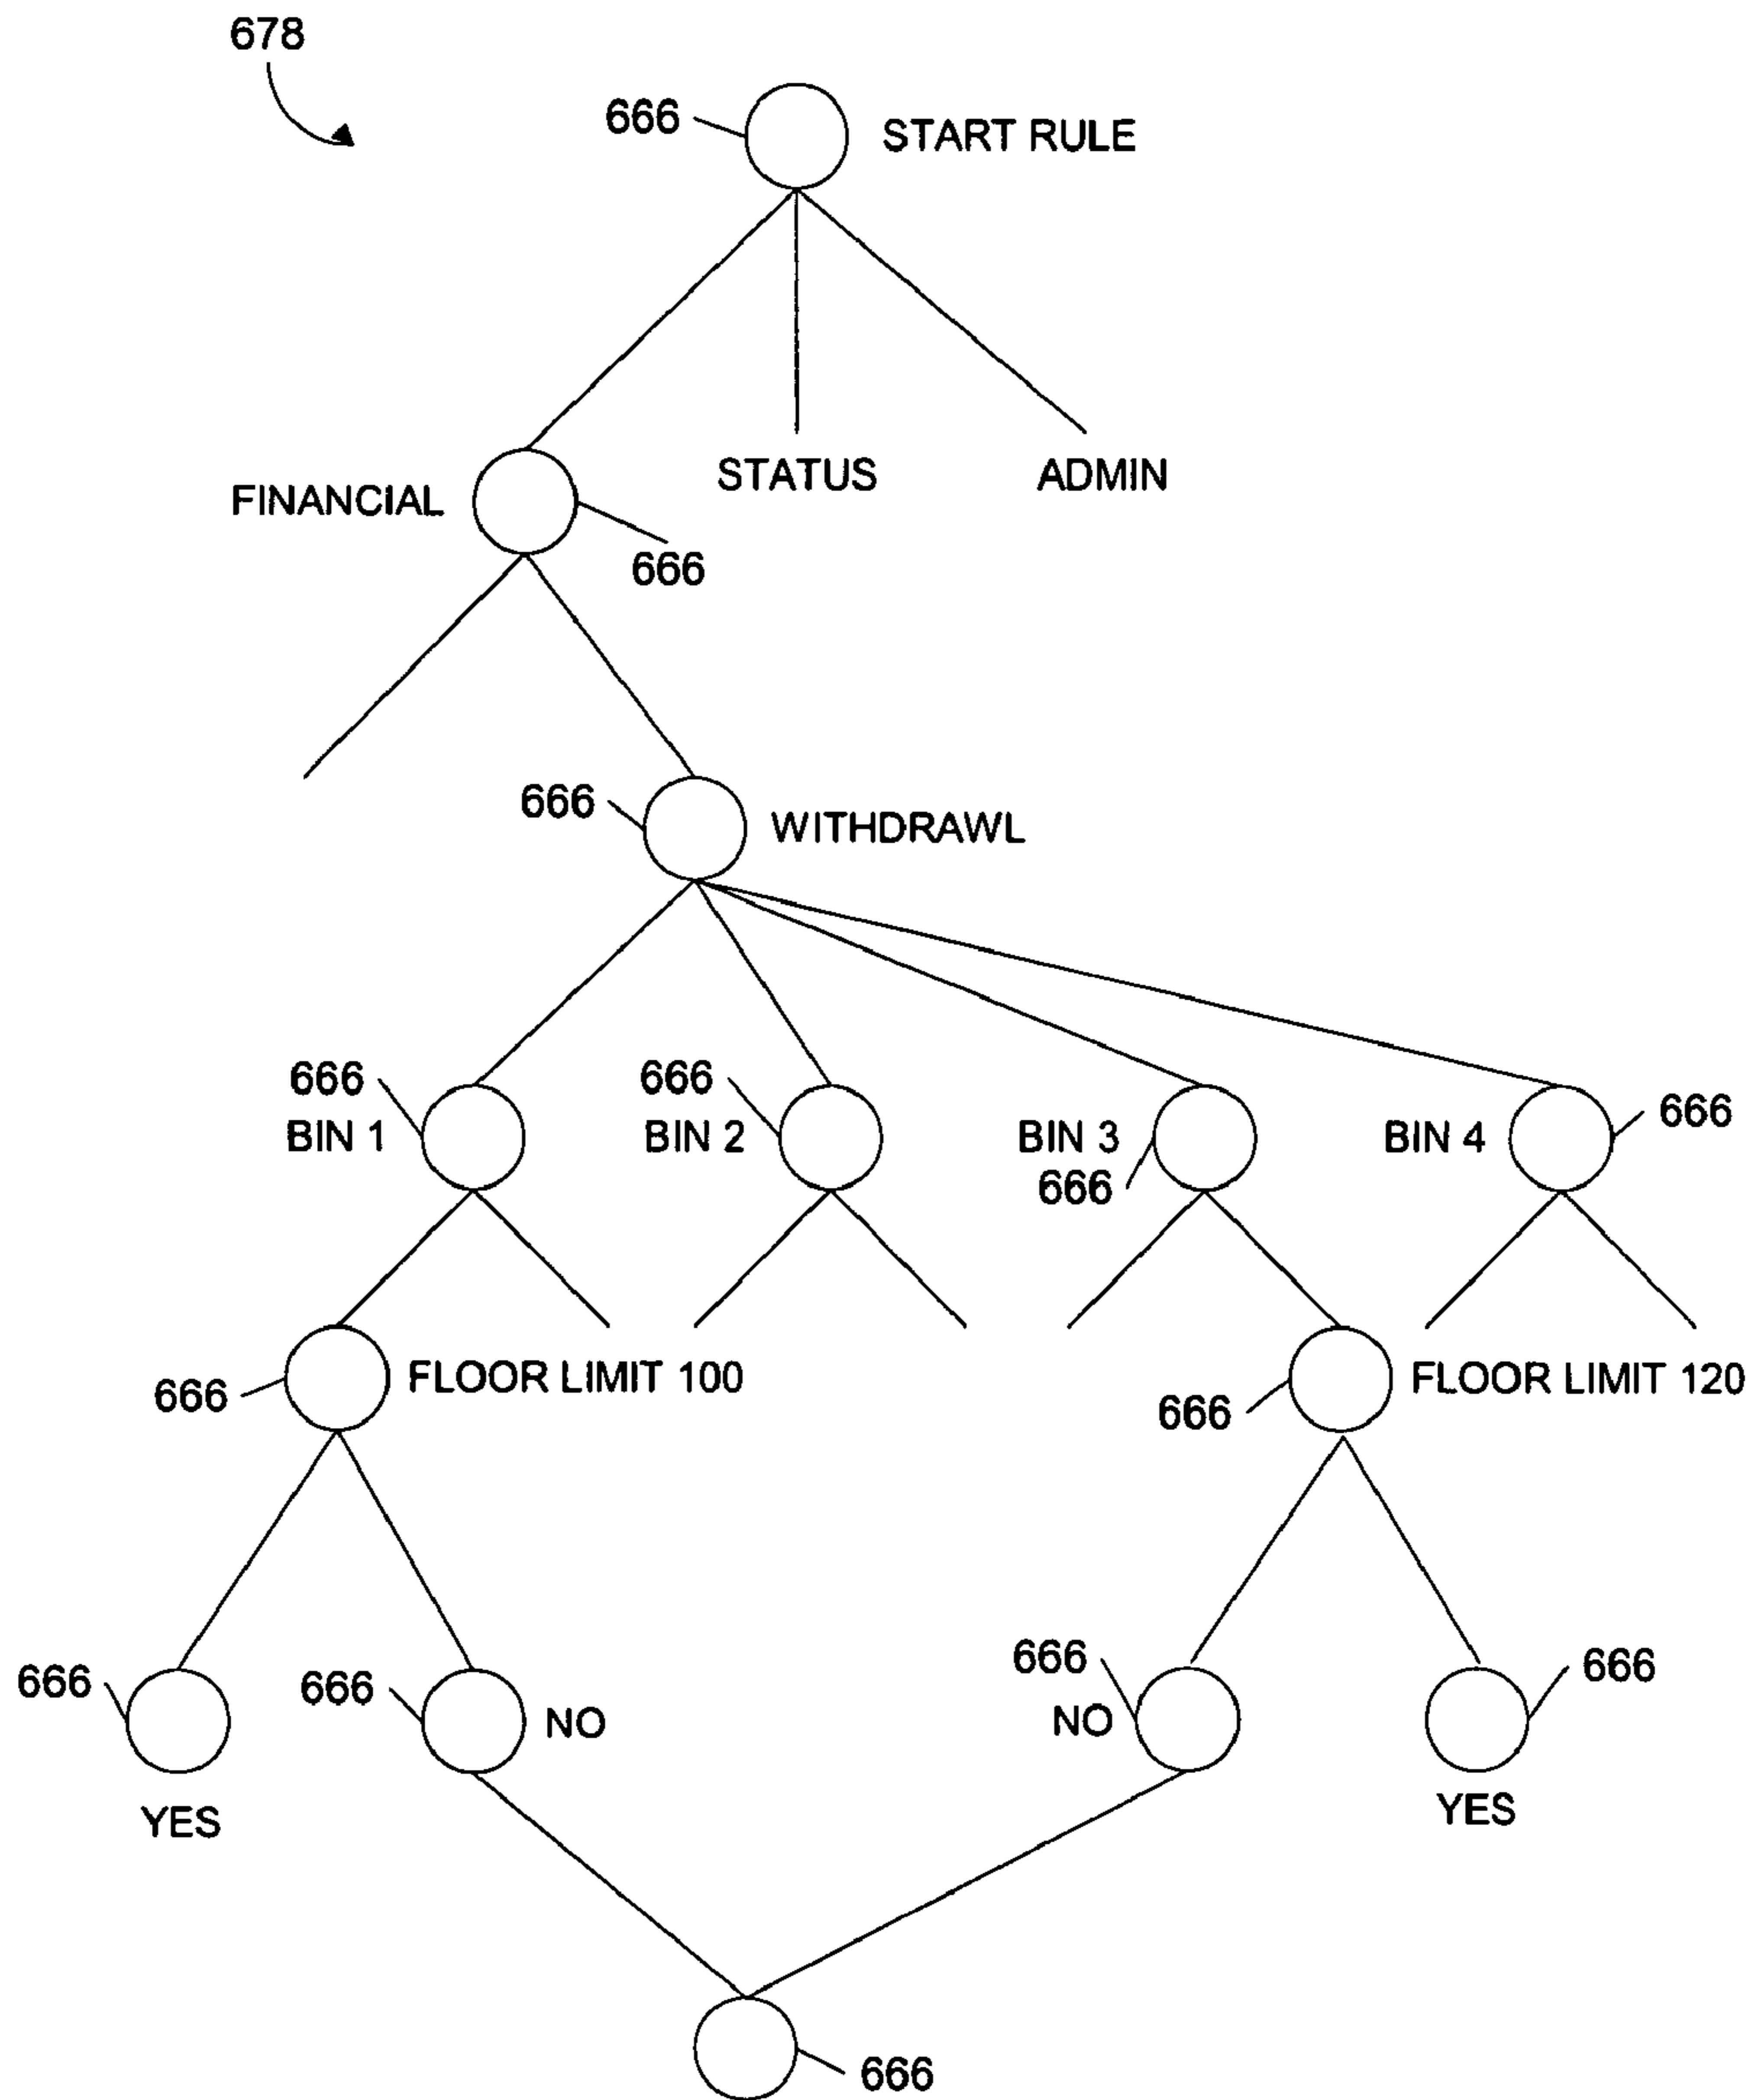 678
666
START RULE
FINANCIAL
STATUS
ADMIN
666
666
WITHDRAWL
666
BIN 1
666
BIN 2
BIN 3
666
BIN 4
666
666
FLOOR LIMIT 100
666
FLOOR LIMIT 120
666
YES
666
NO
666
NO
666
YES
666